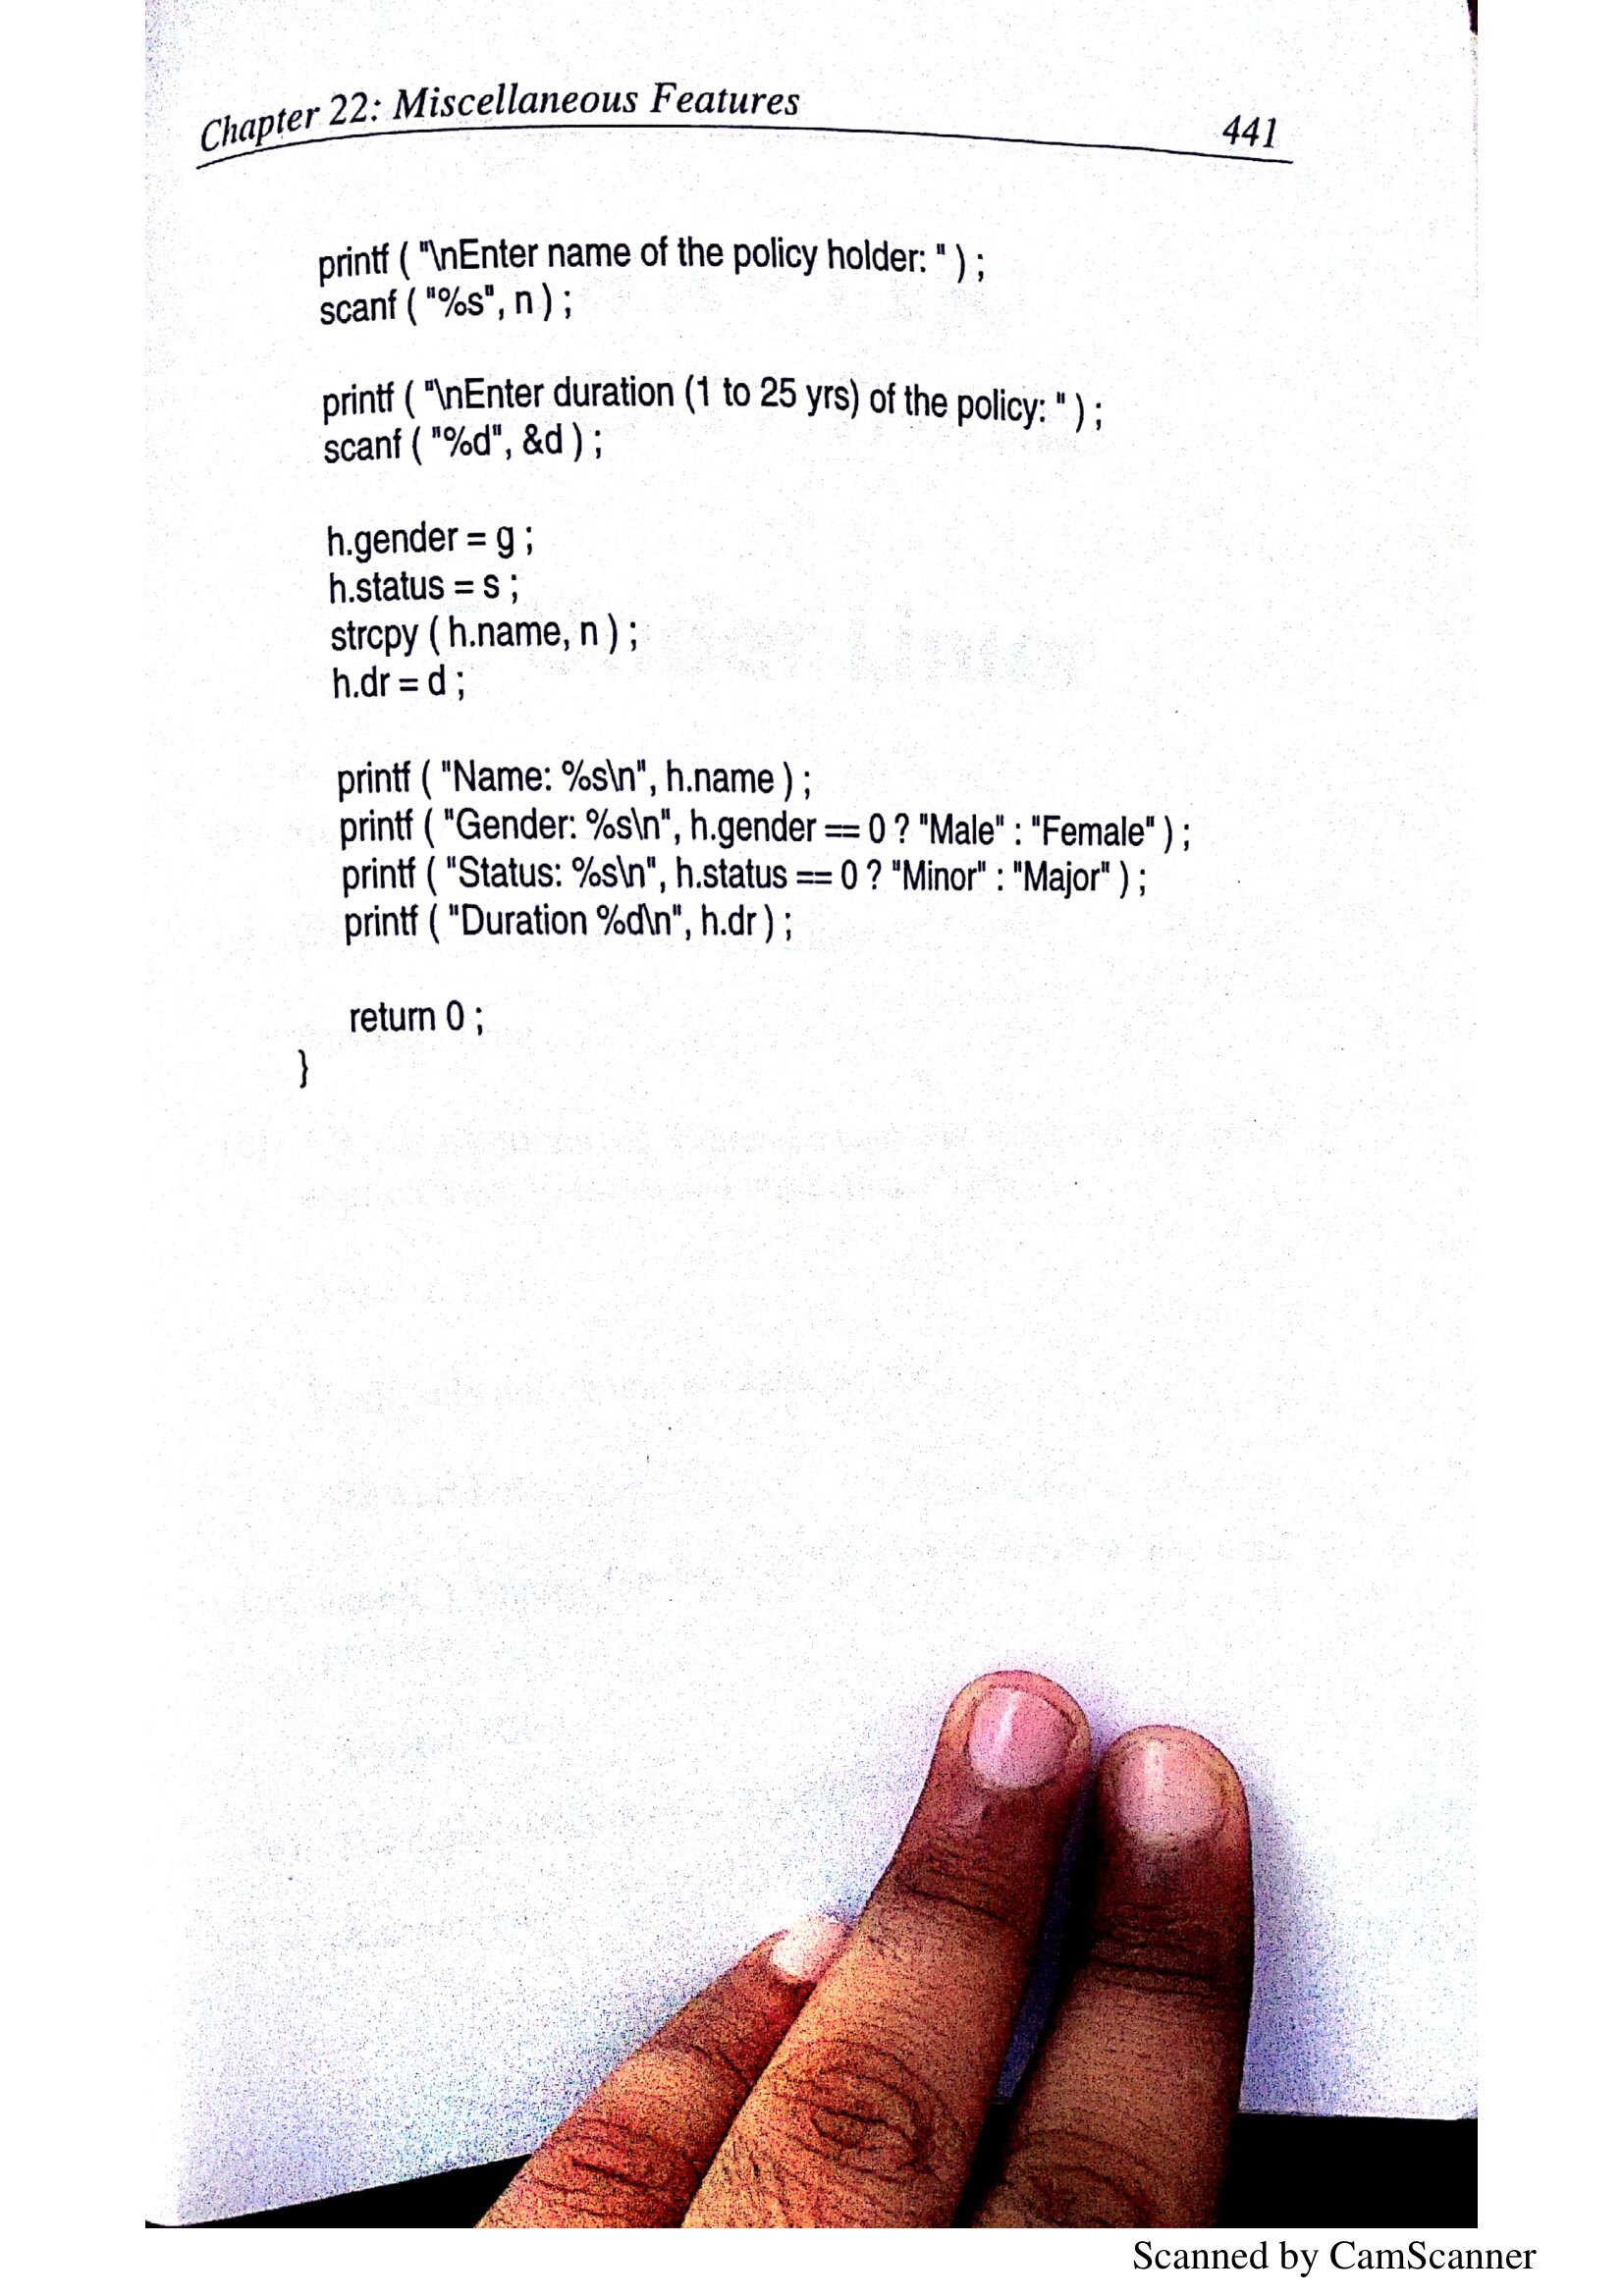 Chapter 22: Miscellaneous Features 441
printf ( "\nEnter name of the policy holder: " ) ;
scanf ( "%s", n ) ;
printf ( "\nEnter duration (1 to 25 yrs) of the policy: " ) ;
scanf ( "%d", &d ) ;
h.gender = g ;
h.status = s ;
strcpy ( h.name, n ) ;
h.dr = d ;
printf ( "Name: %s\n", h.name ) ;
printf ( "Gender: %s\n", h.gender == 0 ? "Male" : "Female" ) ;
printf ( "Status: %s\n", h.status == 0 ? "Minor" : "Major" ) ;
printf ( "Duration %d\n", h.dr ) ;
return 0 ;
}
Scanned by CamScanner